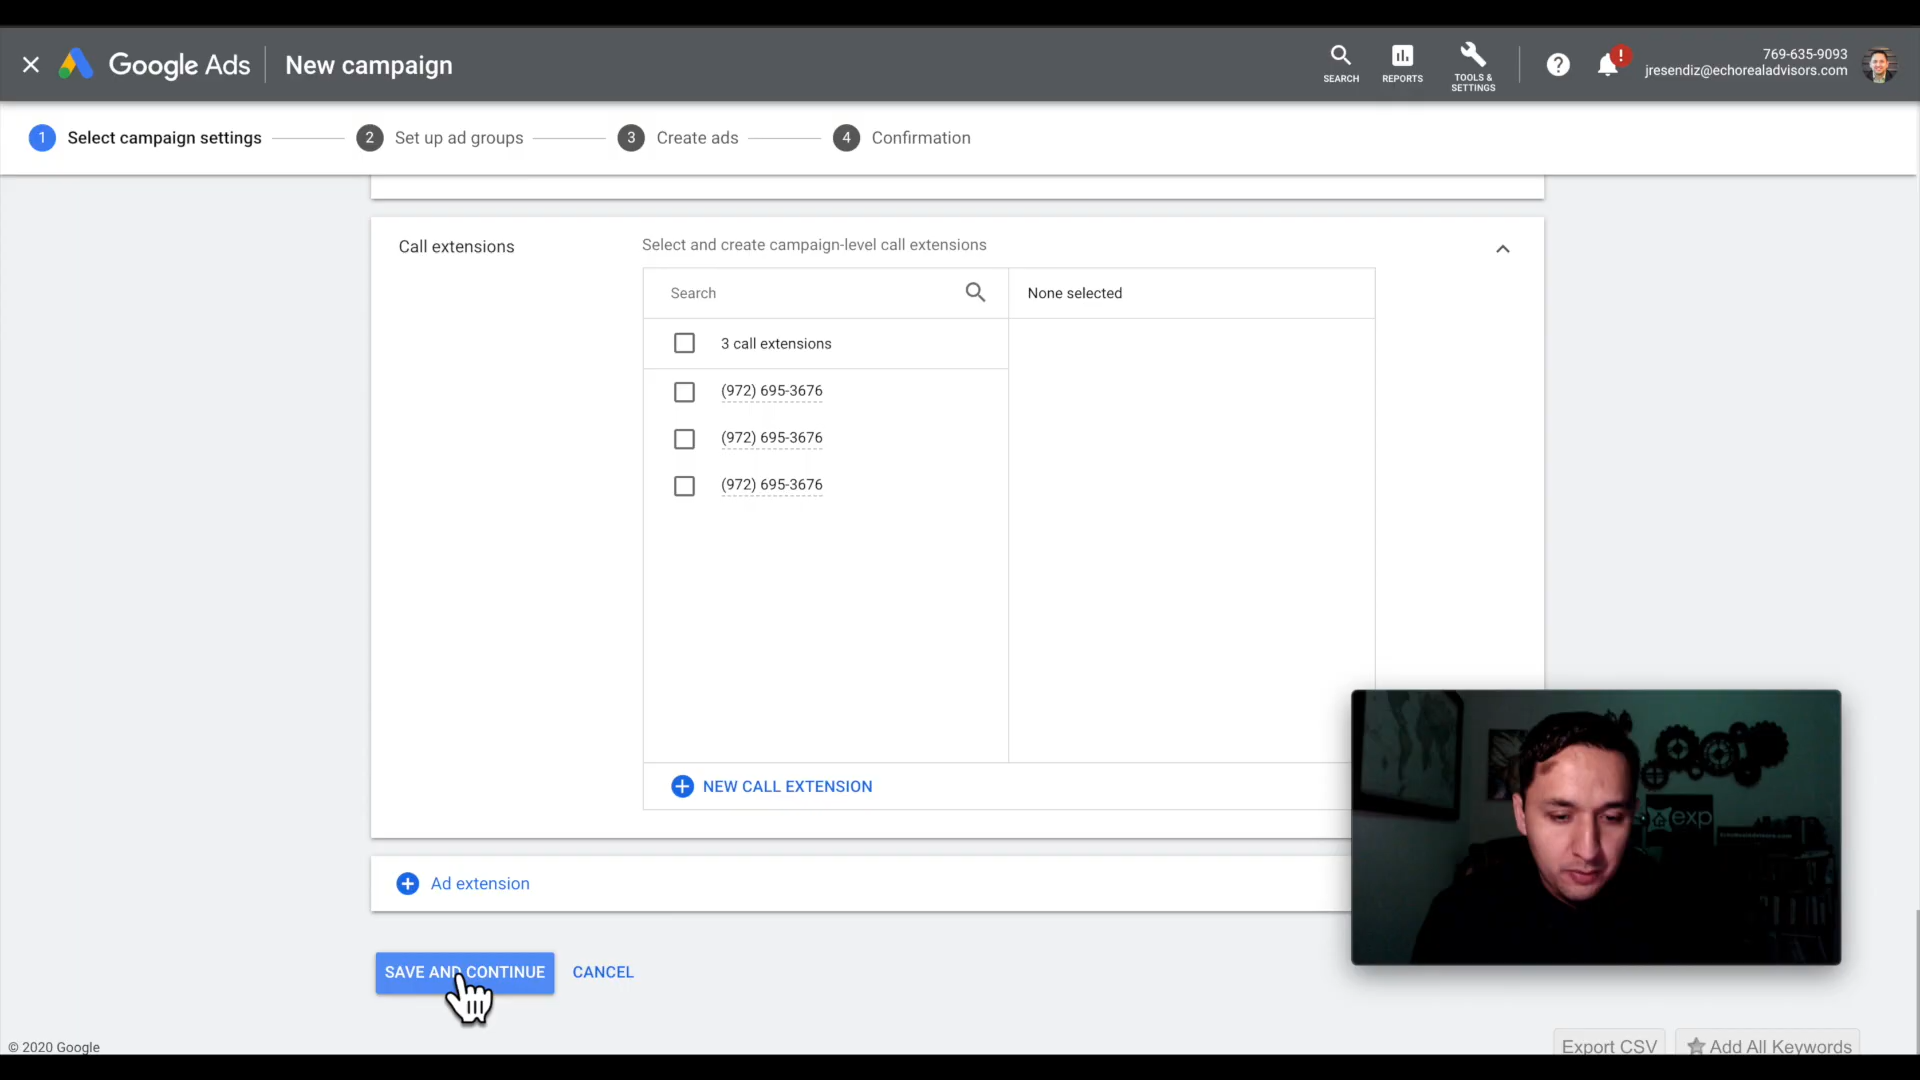 Google Ads
New campaign
SEARCH
REPORTS
TOOLS &
SETTINGS
!
769-635-9093
jresendiz@echorealadvisors.com
1 Select campaign settings
2 Set up ad groups
3 Create ads
4 Confirmation
Call extensions
Select and create campaign-level call extensions
Search
None selected
3 call extensions
(972) 695-3676
(972) 695-3676
(972) 695-3676
NEW CALL EXTENSION
Ad extension
exp
SAVE AND CONTINUE
CANCEL
© 2020 Google
Export CSV
Add All Keywords